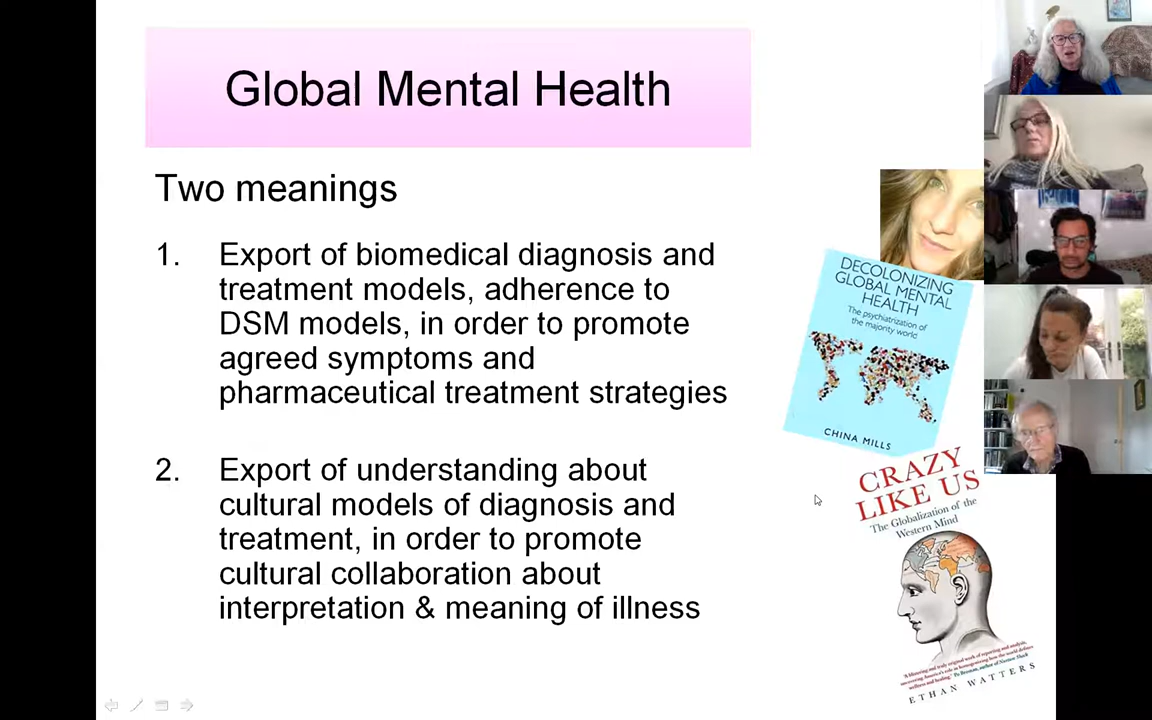 Global Mental Health
Two meanings
1. Export of biomedical diagnosis and
treatment models, adherence to
DSM models, in order to promote
agreed symptoms and
pharmaceutical treatment strategies
2. Export of understanding about
cultural models of diagnosis and
treatment, in order to promote
cultural collaboration about
interpretation & meaning of illness
DECOLONIZING
GLOBAL MENTAL
HEALTH
The psychiatrization of
the majority world
CHINA MILLS
CRAZY
LIKE US
The Globalization of the
Western Mind
ETHAN WATTERS